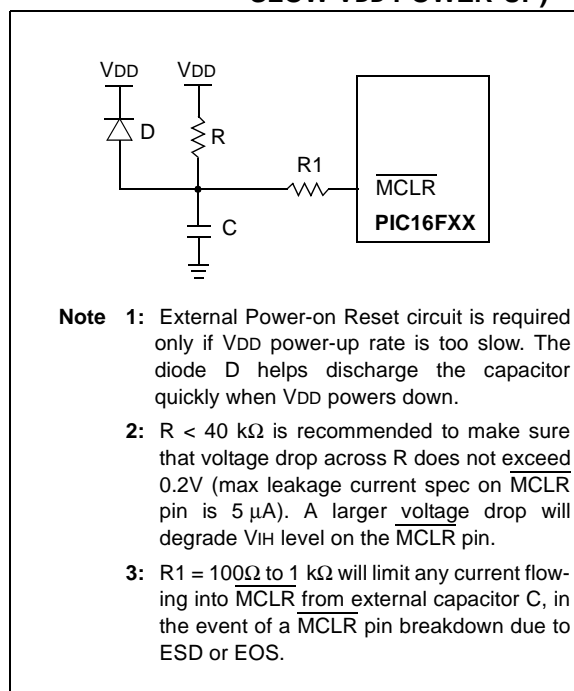 SLOW VDD POWER-UP)
VDD VDD
D
R
R1
MCLR
PIC16FXX
C
Note 1: External Power-on Reset circuit is required
only if VDD power-up rate is too slow. The
diode D helps discharge the capacitor
quickly when VDD powers down.
2: R < 40 kΩ is recommended to make sure
that voltage drop across R does not exceed
0.2V (max leakage current spec on MCLR
pin is 5 μA). A larger voltage drop will
degrade VIH level on the MCLR pin.
3: R1 = 100Ω to 1 kΩ will limit any current flow-
ing into MCLR from external capacitor C, in
the event of a MCLR pin breakdown due to
ESD or EOS.